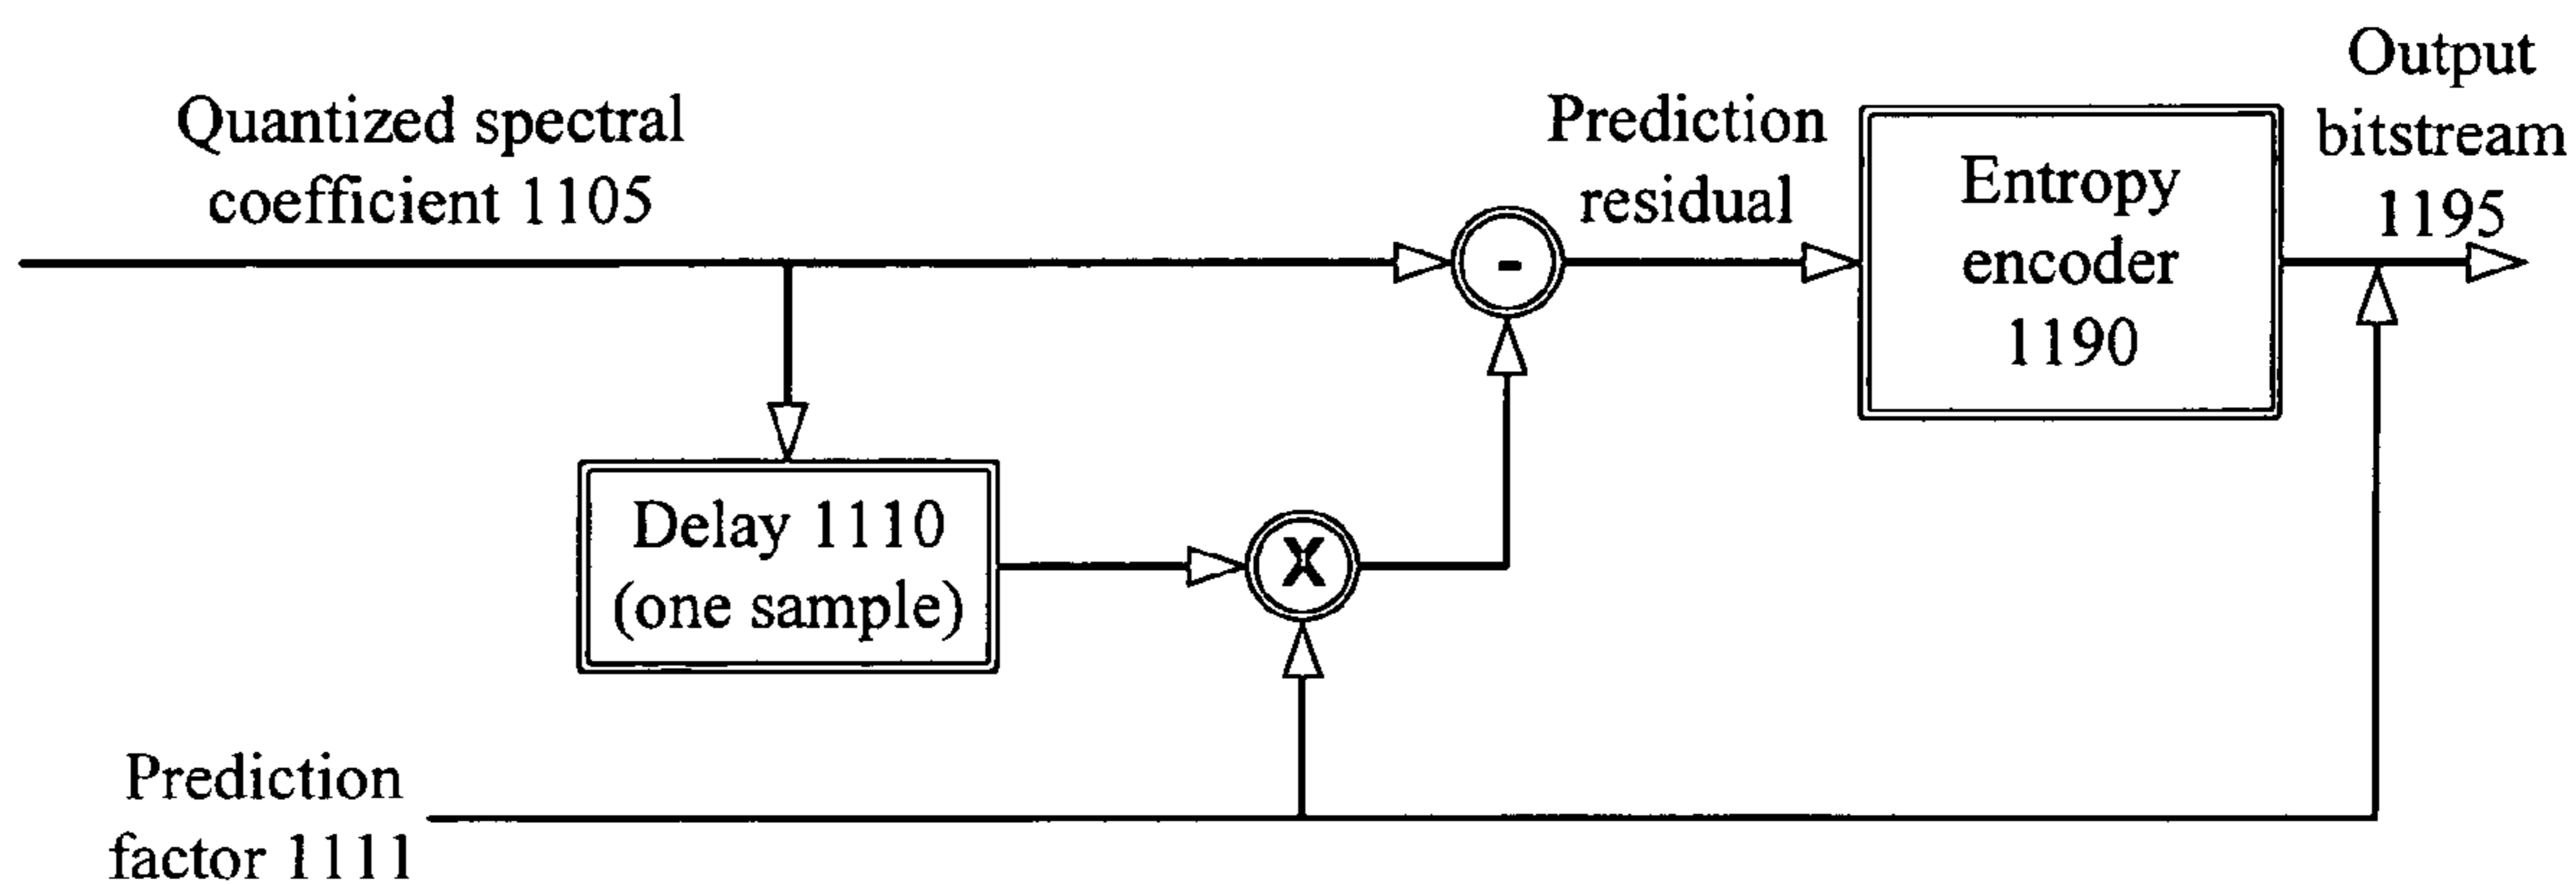 Quantized spectral
coefficient 1105
Prediction
residual
Entropy
encoder
1190
Output
bitstream
1195
-
Delay 1110
(one sample)
X
Prediction
factor 1111